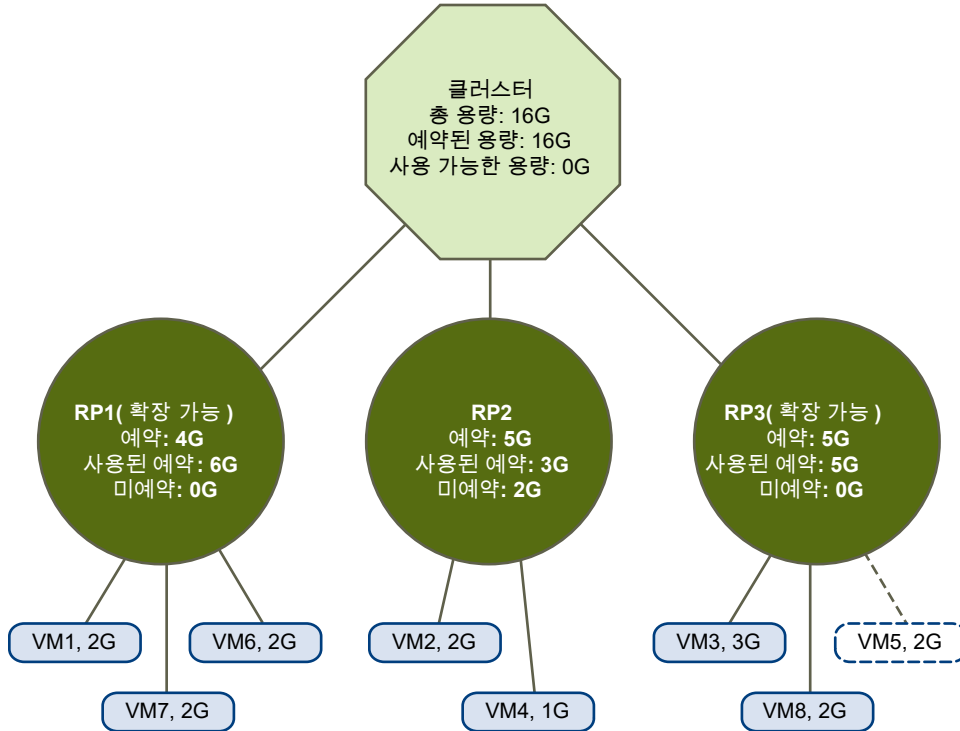 클러스터
총 용량: 16G
예약된 용량: 16G
사용 가능한 용량: 0G
RP1( 확장 가능 )
예약: 4G
사용된 예약: 6G
미예약: 0G
RP2
예약: 5G
사용된 예약: 3G
미예약: 2G
RP3( 확장 가능 )
예약: 5G
사용된 예약: 5G
미예약: 0G
VM1, 2G
VM6, 2G
VM2, 2G
VM3, 3G
VM5, 2G
VM7, 2G
VM4, 1G
VM8, 2G